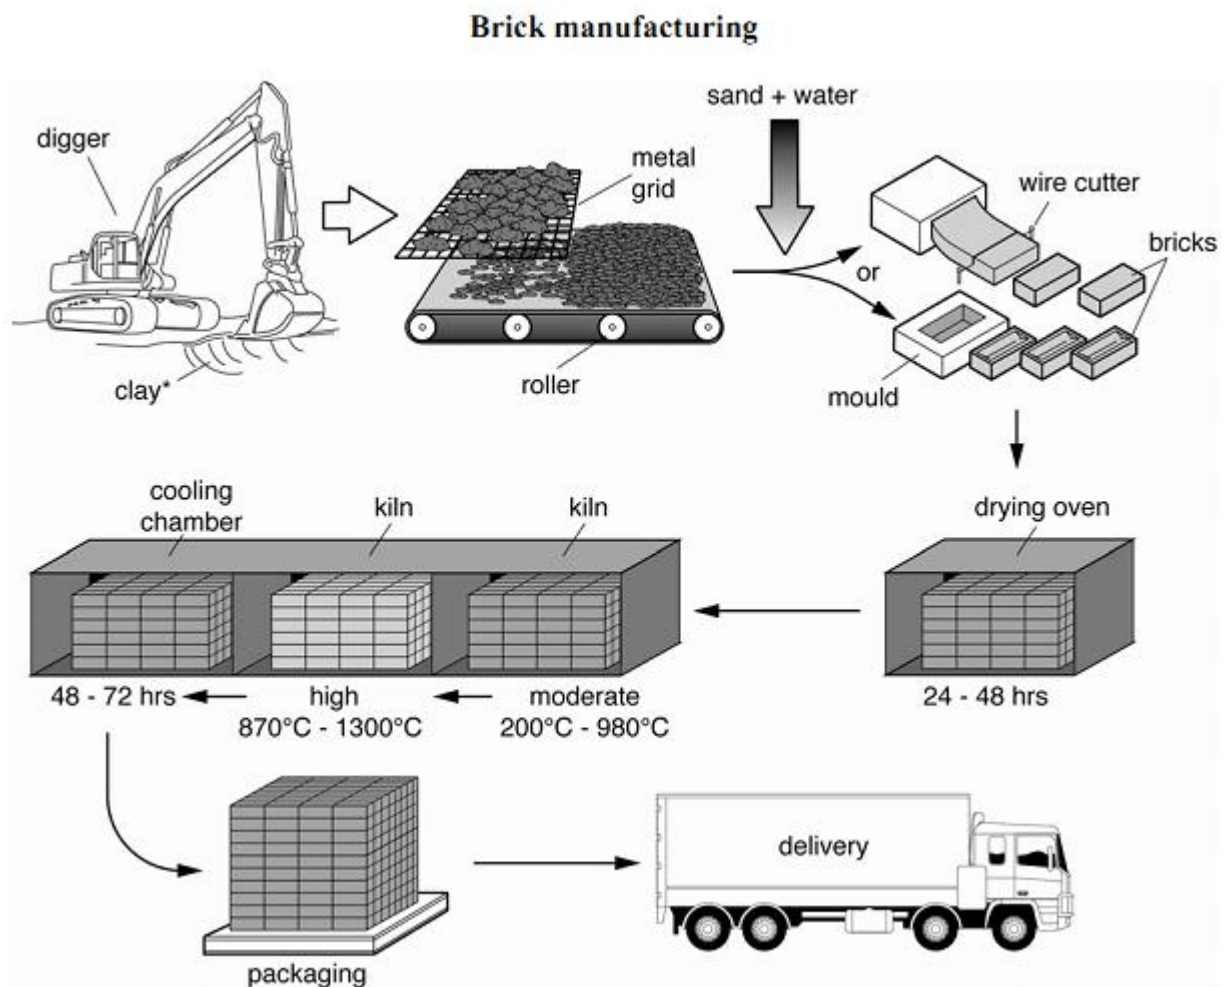 Brick manufacturing
digger
clay*
metal
grid
roller
sand + water
or
wire cutter
bricks
mould
drying oven
24 - 48 hrs
kiln
moderate
200°C - 980°C
kiln
high
870°C - 1300°C
cooling
chamber
48 - 72 hrs
packaging
delivery